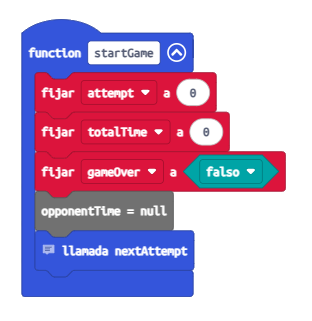 function startGame
fijar attempt a 0
fijar totalTime a 0
fijar gameOver a falso
opponentTime = null
llamada nextAttempt